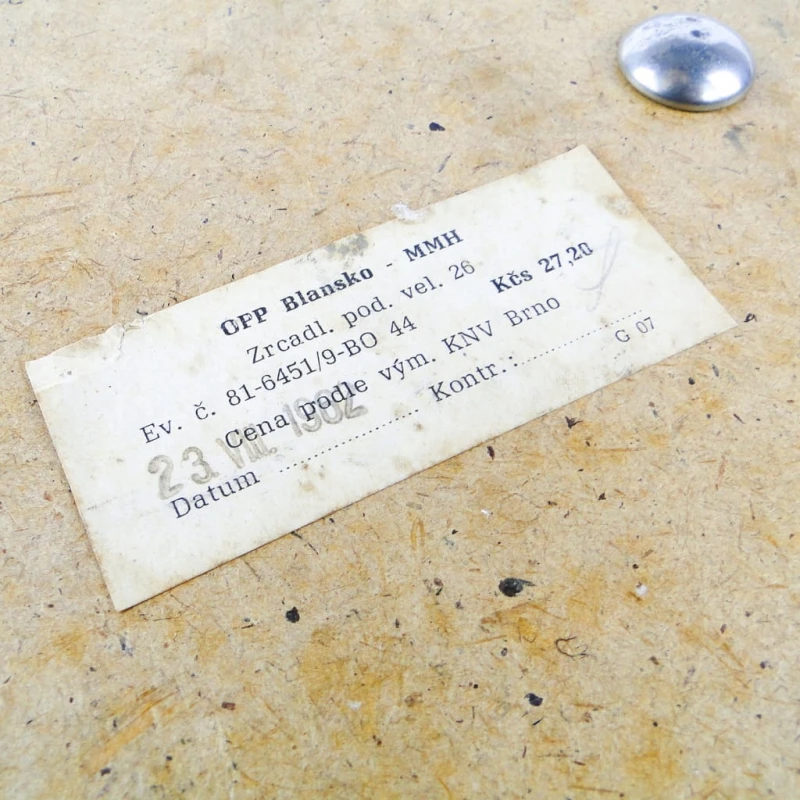 OPP Blansko - MMH
Zrcadl. pod. vel. 26
Ev. č. 81-6451/9-BO 44 Kčs 27,20
Cena podle vým. KNV Brno
23. VIII. 1982
Datum .................... Kontr.: ....................
G 07